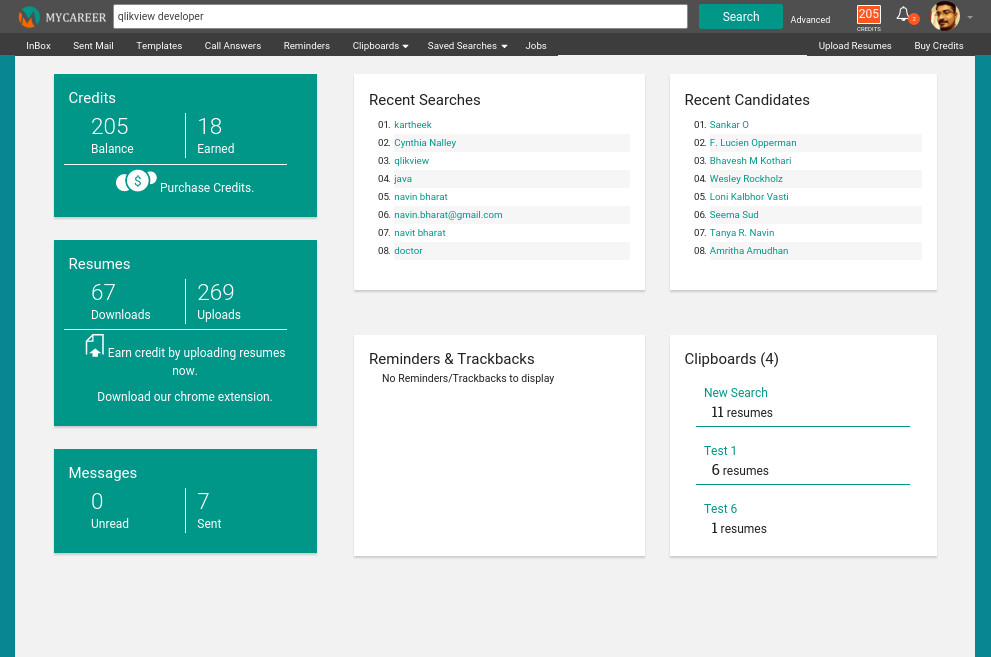 MYCAREER
qlikview developer
Search
Advanced
205
CREDITS
2
InBox
Sent Mail
Templates
Call Answers
Reminders
Clipboards
Saved Searches
Jobs
Upload Resumes
Buy Credits
Credits
205
Balance
18
Earned
$
Purchase Credits.
Resumes
67
Downloads
269
Uploads
Earn credit by uploading resumes
now.
Download our chrome extension.
Messages
0
Unread
7
Sent
Recent Searches
01. kartheek
02. Cynthia Nalley
03. qlikview
04. java
05. navin bharat
06. navin.bharat@gmail.com
07. navit bharat
08. doctor
Recent Candidates
01. Sankar O
02. F. Lucien Opperman
03. Bhavesh M Kothari
04. Wesley Rockholz
05. Loni Kalbhor Vasti
06. Seema Sud
07. Tanya R. Navin
08. Amritha Amudhan
Reminders & Trackbacks
No Reminders/Trackbacks to display
Clipboards (4)
New Search
11 resumes
Test 1
6 resumes
Test 6
1 resumes